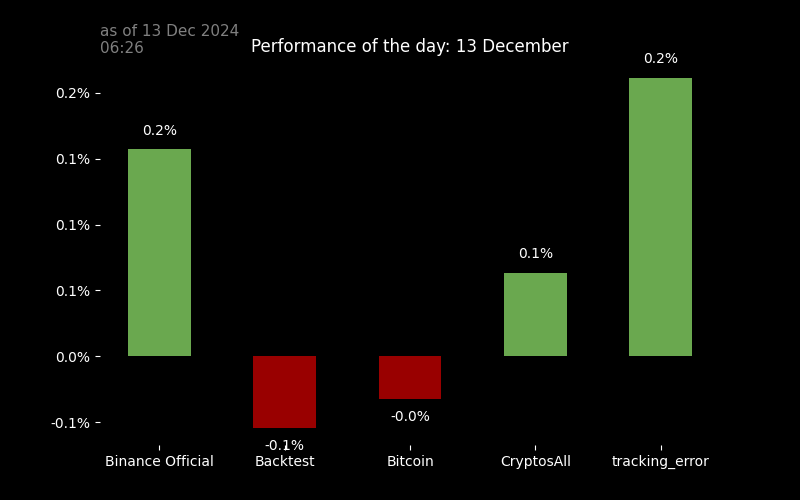 as of 13 Dec 2024
06:26
Performance of the day: 13 December
0.2%
0.2%
0.2%
0.1%
0.1%
0.1%
0.1%
0.0%
-0.1%
-0.0%
-0.1%
Binance Official
Backtest
Bitcoin
CryptosAll
tracking_error